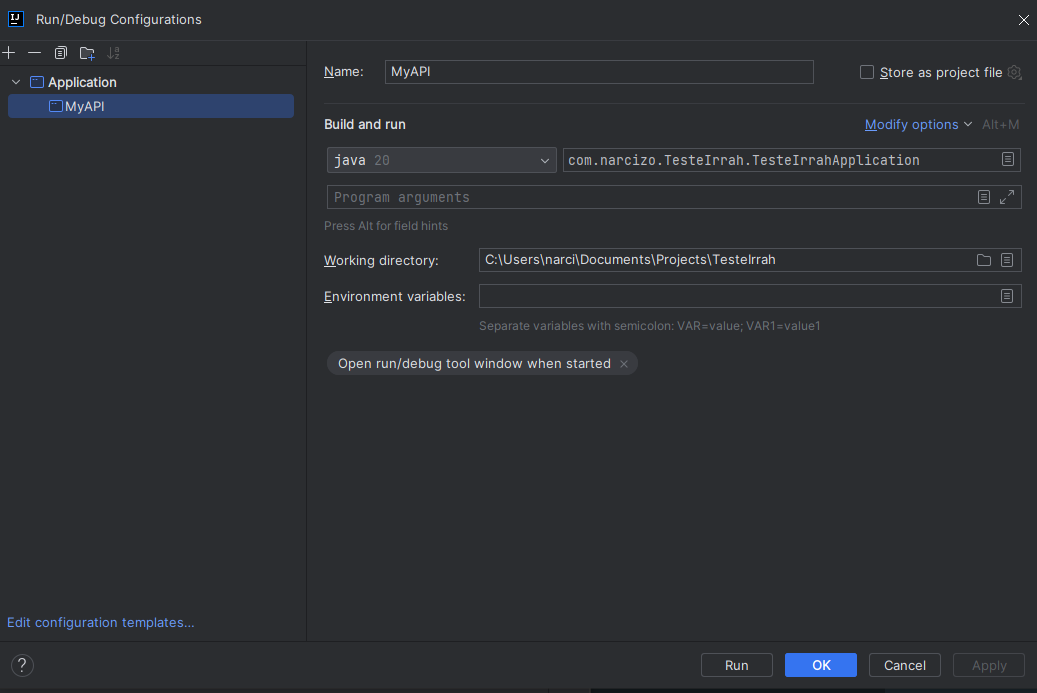 Run/Debug Configurations
Application
MyAPI
Edit configuration templates...
Name: MyAPI Store as project file
Build and run Modify options Alt+M
java 20 com.narcizo.TesteIrrah.TesteIrrahApplication
Program arguments
Press Alt for field hints
Working directory: C:\Users\narci\Documents\Projects\TesteIrrah
Environment variables:
Separate variables with semicolon: VAR=value; VAR1=value1
Open run/debug tool window when started
? Run OK Cancel Apply